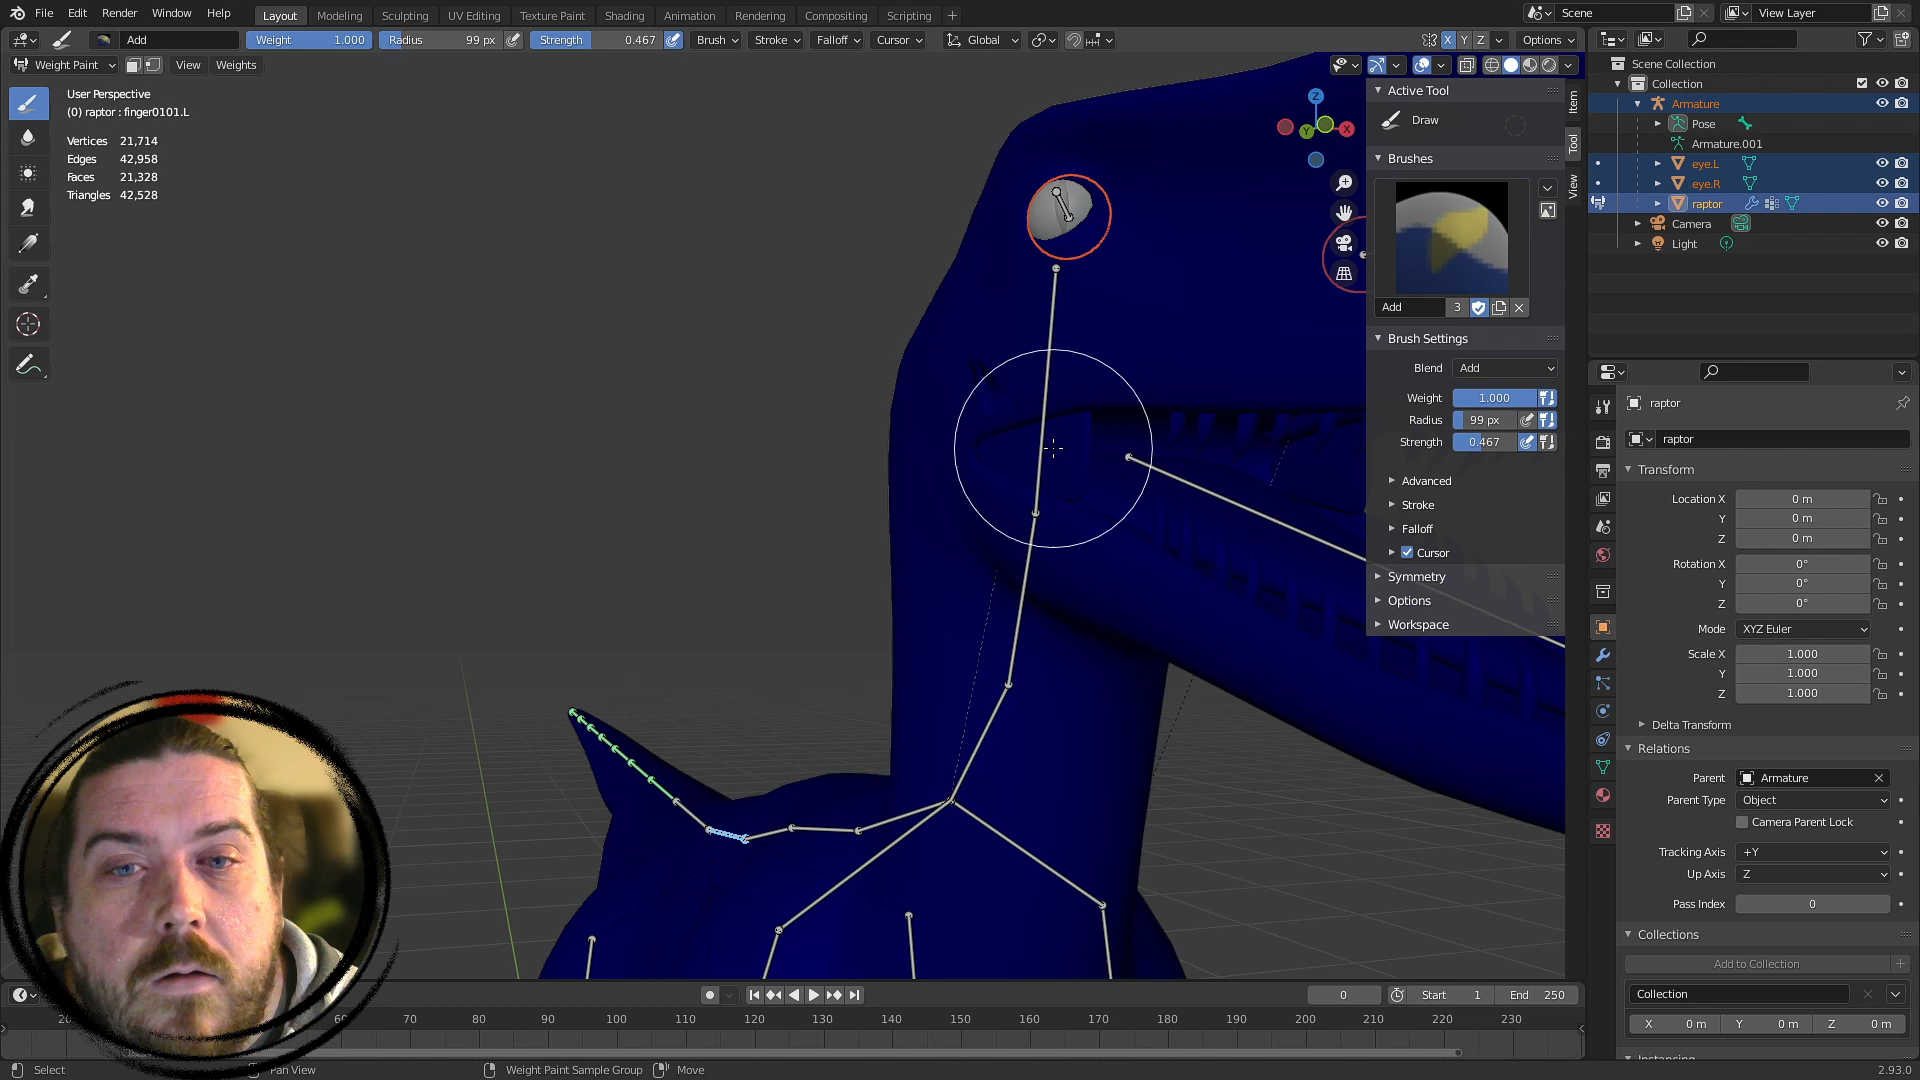 File Edit Render Window Help
Layout Modeling Sculpting UV Editing Texture Paint Shading Animation Rendering Compositing Scripting
Scene View Layer
Add Weight 1.000 Radius 99 px Strength 0.467 Brush Stroke Falloff Cursor Global X Y Z Options
Weight Paint View Weights
User Perspective
(0) raptor : finger0101.L
Vertices 21,714
Edges 42,958
Faces 21,328
Triangles 42,528
Z
Y
X
Active Tool
Draw
Brushes
Add 3
Brush Settings
Blend Add
Weight 1.000
Radius 99 px
Strength 0.467
Advanced
Stroke
Falloff
Cursor
Symmetry
Options
Workspace
Item
Tool
View
Scene Collection
Collection
Armature
Pose
Armature.001
eye.L
eye.R
raptor
Camera
Light
raptor
raptor
Transform
Location X 0 m
Y 0 m
Z 0 m
Rotation X 0°
Y 0°
Z 0°
Mode XYZ Euler
Scale X 1.000
Y 1.000
Z 1.000
Delta Transform
Relations
Parent Armature
Parent Type Object
Camera Parent Lock
Tracking Axis +Y
Up Axis Z
Pass Index 0
Collections
Add to Collection
Collection
X 0 m Y 0 m Z 0 m
0 Start 1 End 250
20 60 70 80 90 100 110 120 130 140 150 160 170 180 190 200 210 220 230
Select Pan View Weight Paint Sample Group Move 2.93.0